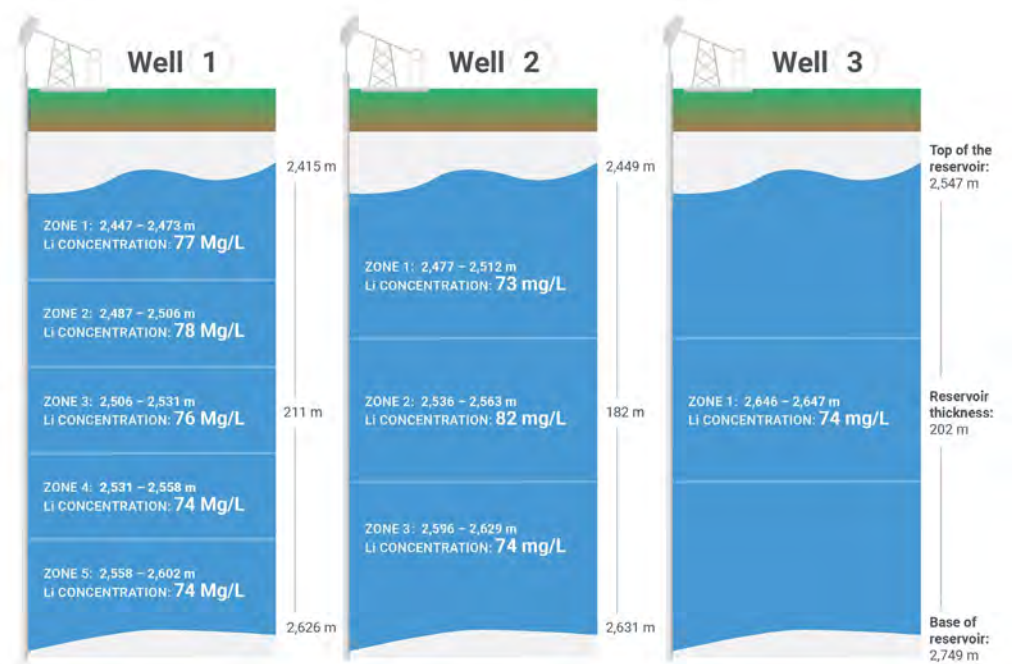 Well 1
2,415 m
ZONE 1: 2,447 – 2,473 m
Li CONCENTRATION: 77 Mg/L
ZONE 2: 2,487 – 2,506 m
Li CONCENTRATION: 78 Mg/L
ZONE 3: 2,506 – 2,531 m
Li CONCENTRATION: 76 Mg/L
211 m
ZONE 4: 2,531 – 2,558 m
Li CONCENTRATION: 74 Mg/L
ZONE 5: 2,558 – 2,602 m
Li CONCENTRATION: 74 Mg/L
2,626 m
Well 2
2,449 m
ZONE 1: 2,477 – 2,512 m
Li CONCENTRATION: 73 mg/L
ZONE 2: 2,536 – 2,563 m
Li CONCENTRATION: 82 mg/L
182 m
ZONE 3: 2,596 – 2,629 m
Li CONCENTRATION: 74 mg/L
2,631 m
Well 3
Top of the
reservoir:
2,547 m
ZONE 1: 2,646 – 2,647 m
Li CONCENTRATION: 74 mg/L
Reservoir
thickness:
202 m
Base of
reservoir:
2,749 m